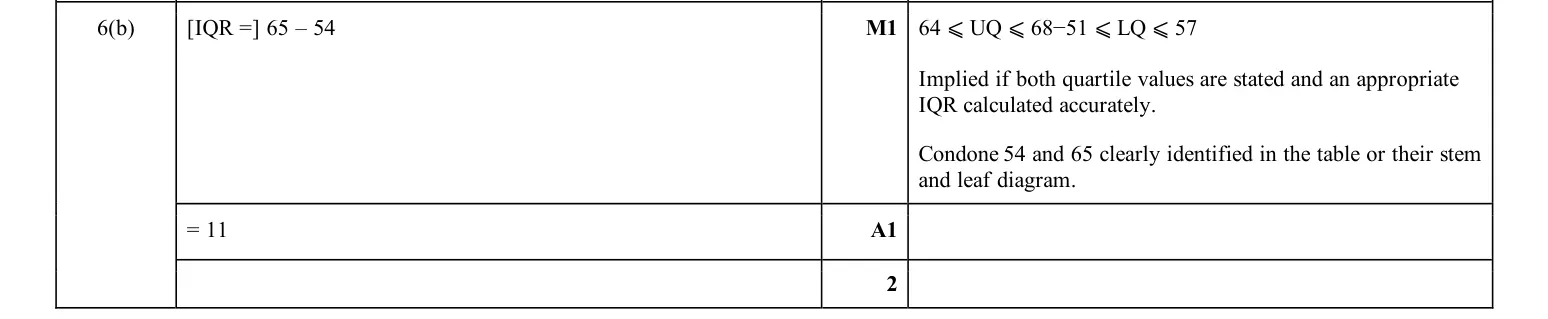 6(b) [IQR =] 65 – 54 M1 64 ⩽ UQ ⩽ 68−51 ⩽ LQ ⩽ 57
Implied if both quartile values are stated and an appropriate
IQR calculated accurately.
Condone 54 and 65 clearly identified in the table or their stem
and leaf diagram.
= 11 A1
2